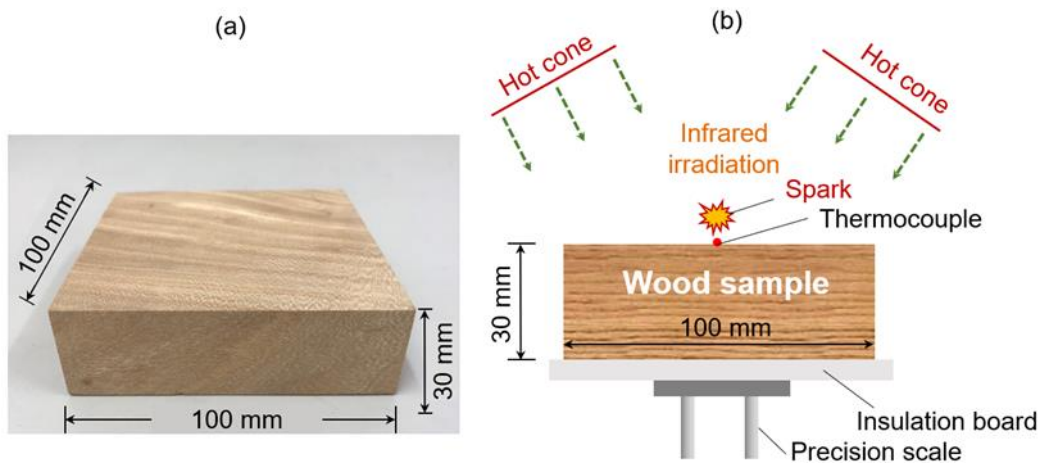 (a)
100 mm
30 mm
100 mm
(b)
Hot cone
Hot cone
Infrared
irradiation
Spark
Thermocouple
Wood sample
30 mm
100 mm
Insulation board
Precision scale